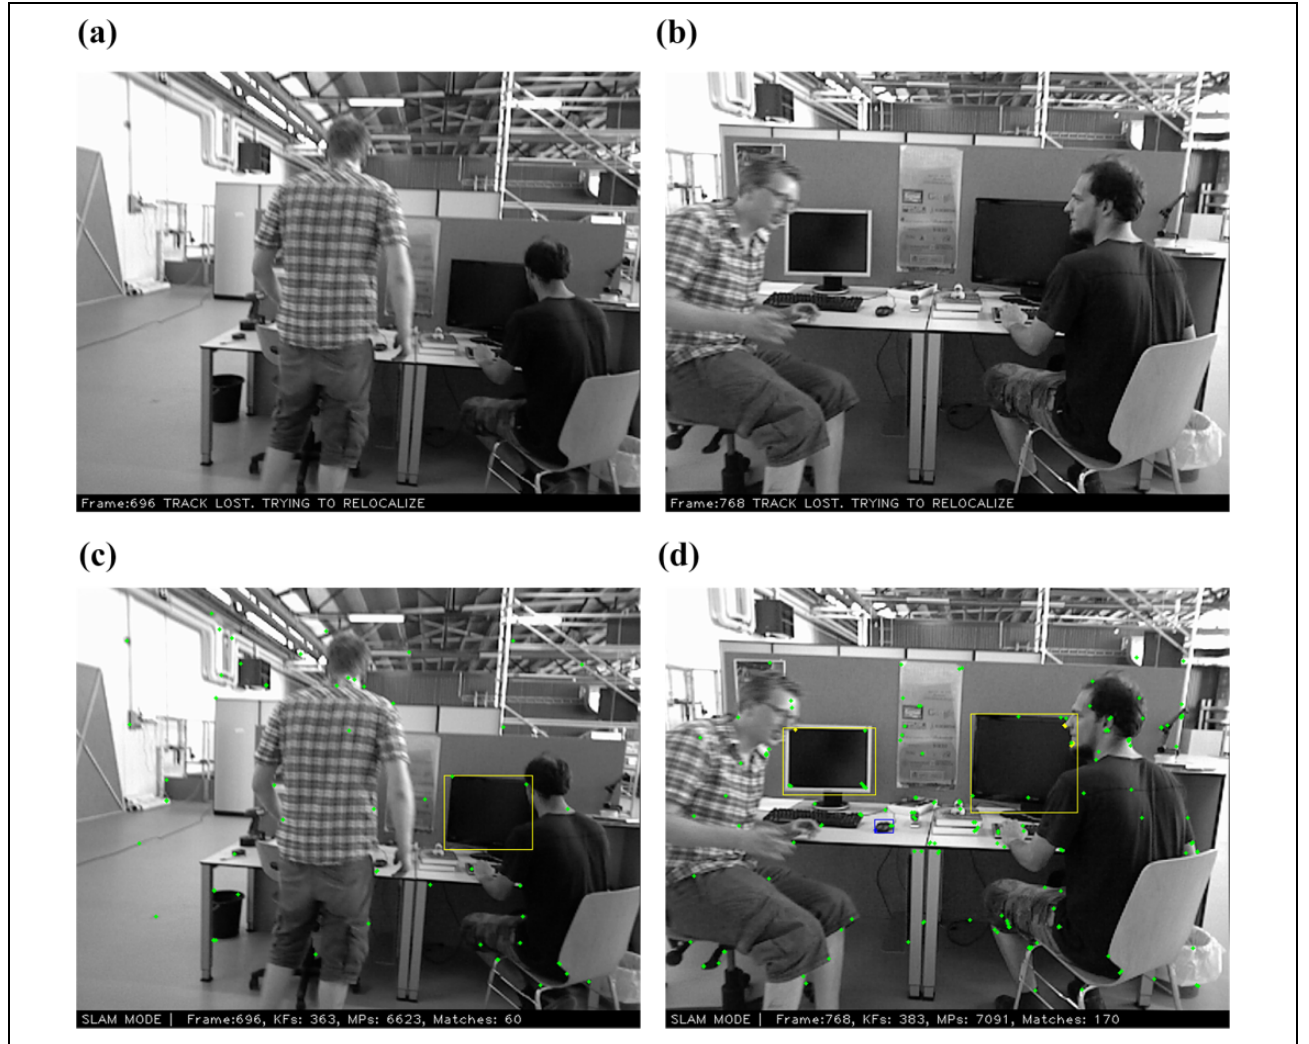 (a)
(b)
Frame:696 TRACK LOST. TRYING TO RELOCALIZE
Frame:768 TRACK LOST. TRYING TO RELOCALIZE
(c)
(d)
SLAM MODE | Frame:696, KFs: 363, MPs: 6623, Matches: 60
SLAM MODE | Frame:768, KFs: 383, MPs: 7091, Matches: 170